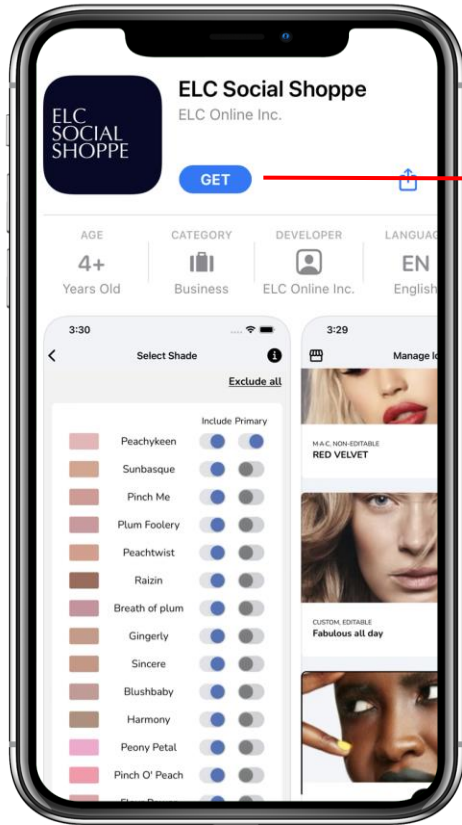 ELC
SOCIAL
SHOPPE
ELC Social Shoppe
ELC Online Inc.
GET
AGE
4+
Years Old
CATEGORY
Business
DEVELOPER
ELC Online Inc.
LANGUAG
EN
English
3:30
Select Shade
Exclude all
Include Primary
Peachykeen
Sunbasque
Pinch Me
Plum Foolery
Peachtwist
Raizin
Breath of plum
Gingerly
Sincere
Blushbaby
Harmony
Peony Petal
Pinch O' Peach
3:29
Manage lo
M·A·C, NON-EDITABLE
RED VELVET
CUSTOM, EDITABLE
Fabulous all day